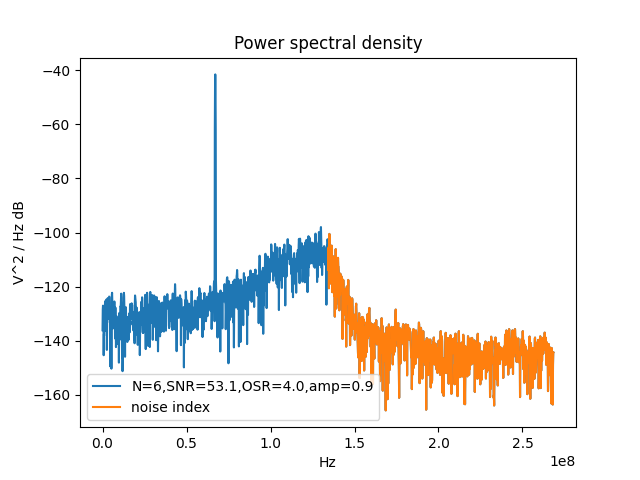 Power spectral density
V^2 / Hz dB
−40
−60
−80
−100
−120
−140
−160
N=6,SNR=53.1,OSR=4.0,amp=0.9
noise index
0.0 0.5 1.0 1.5 2.0 2.5
Hz
1e8